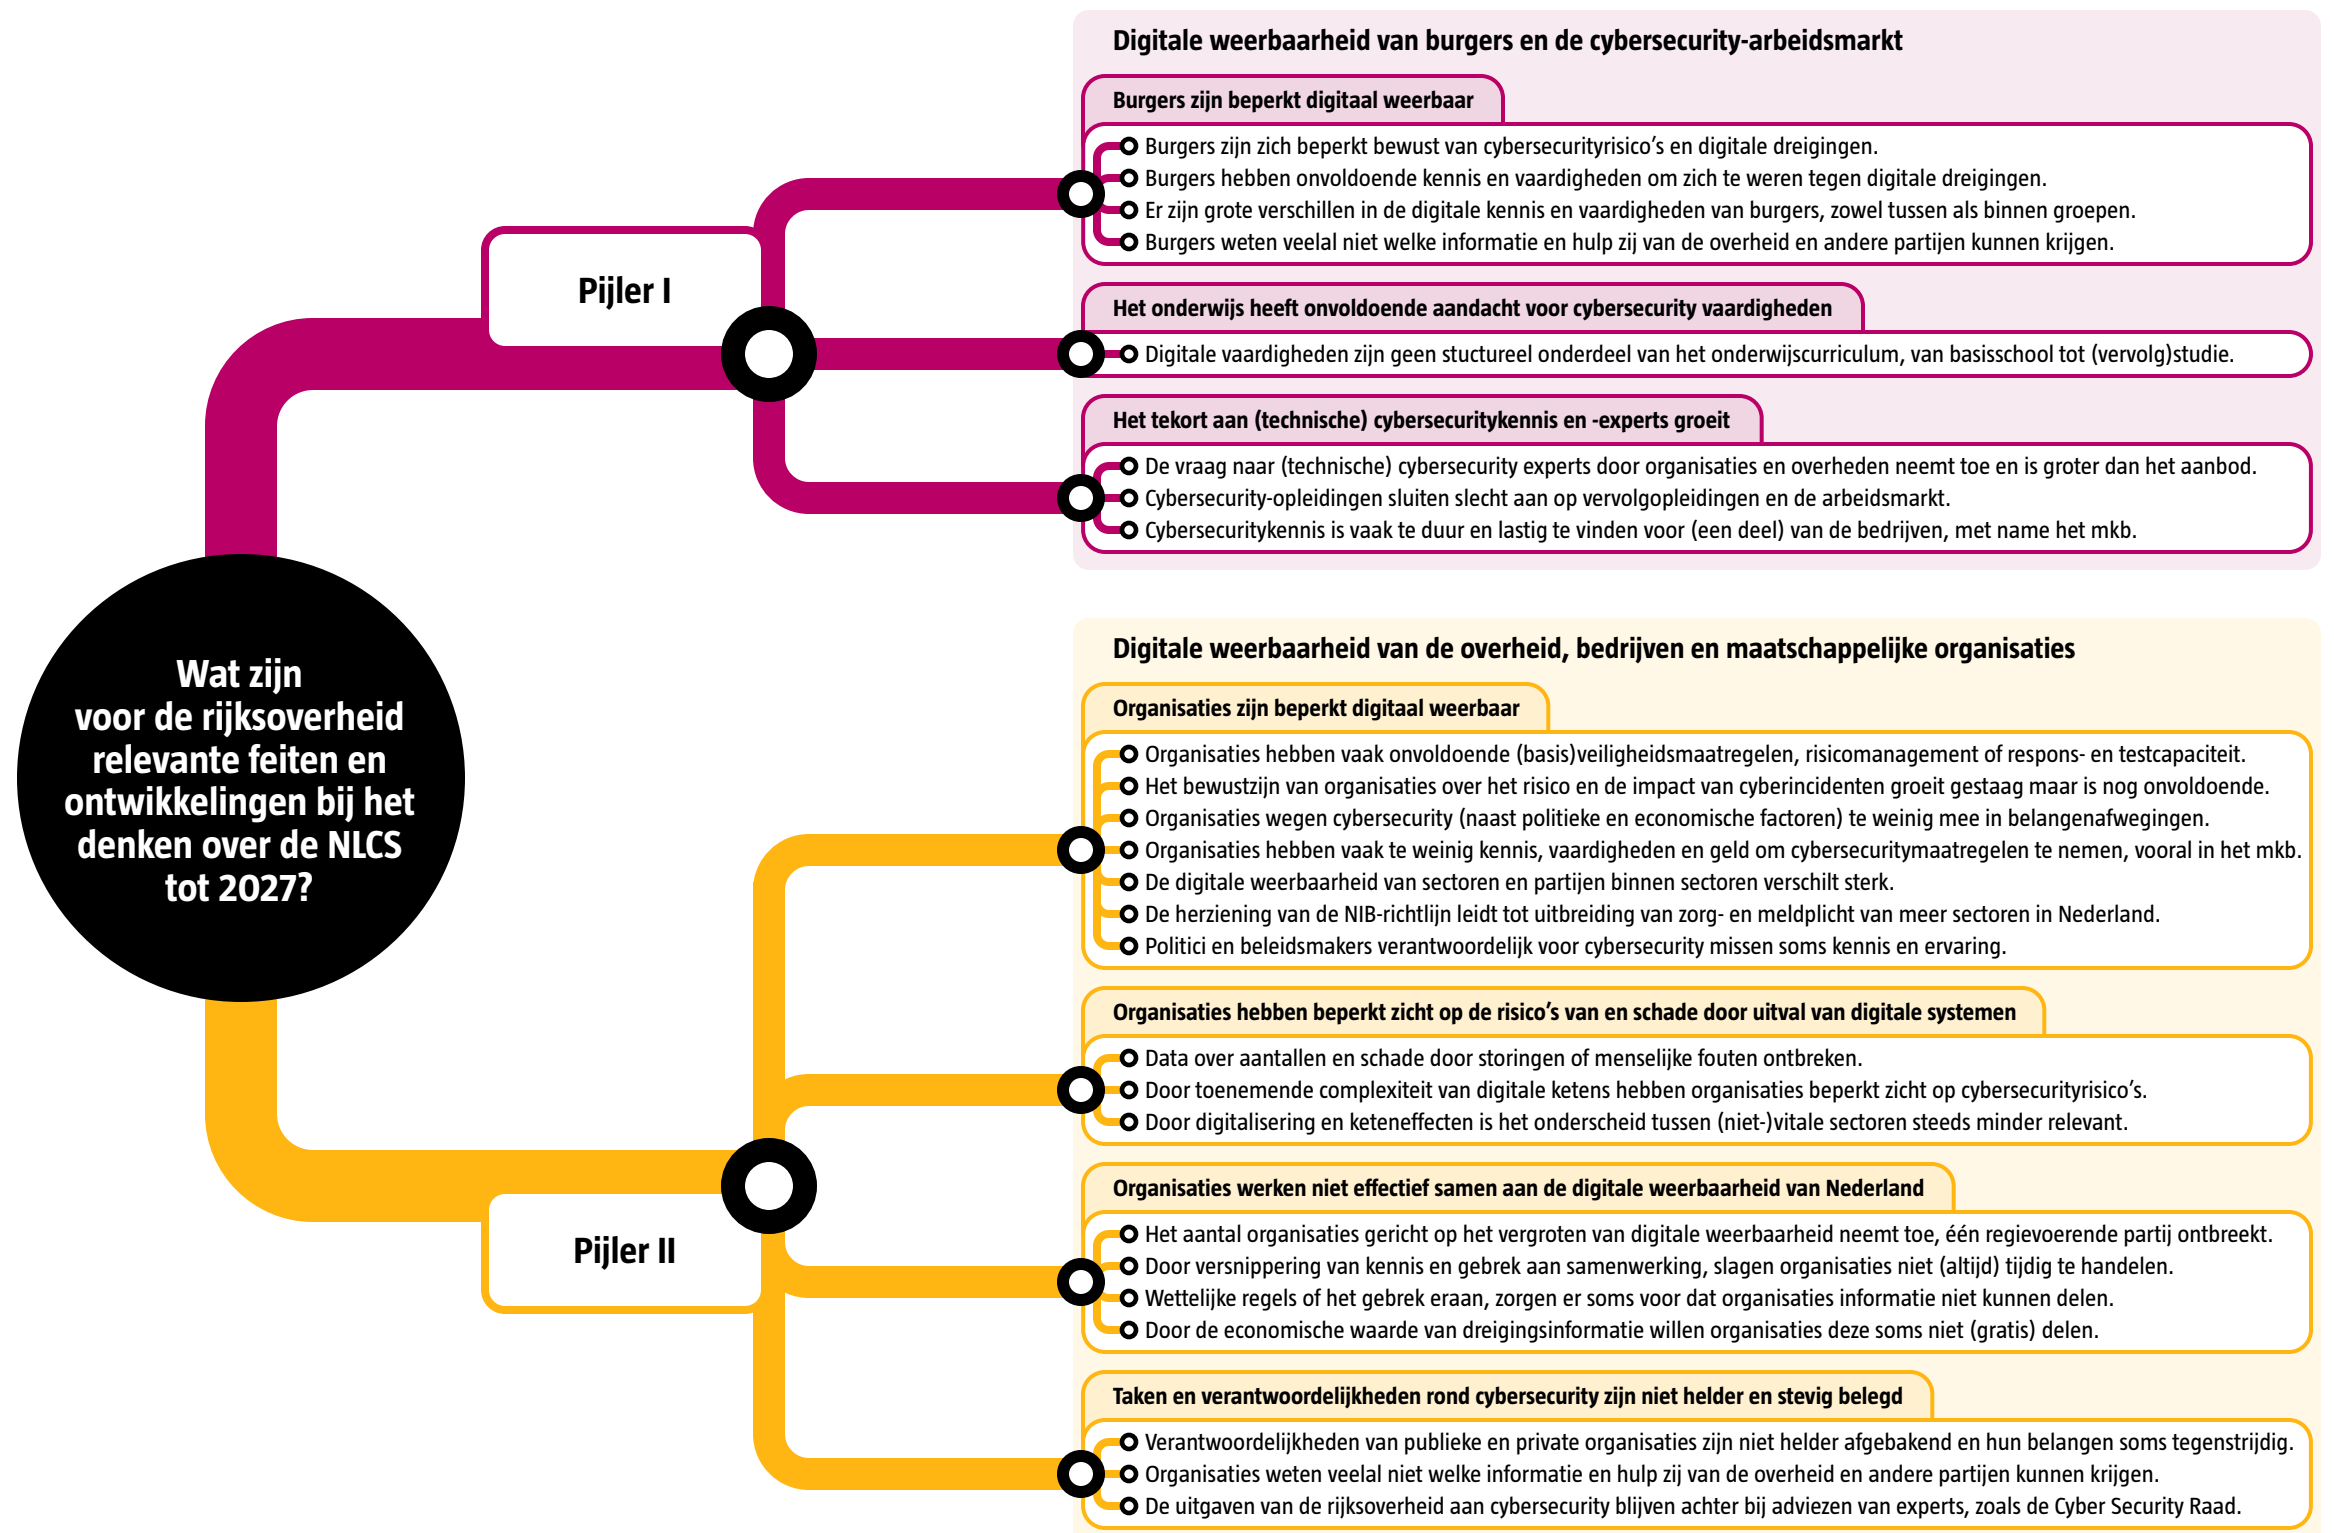 Wat zijn
voor de rijksoverheid
relevante feiten en
ontwikkelingen bij het
denken over de NLCS
tot 2027?
Pijler I
Digitale weerbaarheid van burgers en de cybersecurity-arbeidsmarkt
Burgers zijn beperkt digitaal weerbaar
Burgers zijn zich beperkt bewust van cybersecurityrisico’s en digitale dreigingen.
Burgers hebben onvoldoende kennis en vaardigheden om zich te weren tegen digitale dreigingen.
Er zijn grote verschillen in de digitale kennis en vaardigheden van burgers, zowel tussen als binnen groepen.
Burgers weten veelal niet welke informatie en hulp zij van de overheid en andere partijen kunnen krijgen.
Het onderwijs heeft onvoldoende aandacht voor cybersecurity vaardigheden
Digitale vaardigheden zijn geen stuctureel onderdeel van het onderwijscurriculum, van basisschool tot (vervolg)studie.
Het tekort aan (technische) cybersecuritykennis en -experts groeit
De vraag naar (technische) cybersecurity experts door organisaties en overheden neemt toe en is groter dan het aanbod.
Cybersecurity-opleidingen sluiten slecht aan op vervolgopleidingen en de arbeidsmarkt.
Cybersecuritykennis is vaak te duur en lastig te vinden voor (een deel) van de bedrijven, met name het mkb.
Pijler II
Digitale weerbaarheid van de overheid, bedrijven en maatschappelijke organisaties
Organisaties zijn beperkt digitaal weerbaar
Organisaties hebben vaak onvoldoende (basis)veiligheidsmaatregelen, risicomanagement of respons- en testcapaciteit.
Het bewustzijn van organisaties over het risico en de impact van cyberincidenten groeit gestaag maar is nog onvoldoende.
Organisaties wegen cybersecurity (naast politieke en economische factoren) te weinig mee in belangenafwegingen.
Organisaties hebben vaak te weinig kennis, vaardigheden en geld om cybersecuritymaatregelen te nemen, vooral in het mkb.
De digitale weerbaarheid van sectoren en partijen binnen sectoren verschilt sterk.
De herziening van de NIB-richtlijn leidt tot uitbreiding van zorg- en meldplicht van meer sectoren in Nederland.
Politici en beleidsmakers verantwoordelijk voor cybersecurity missen soms kennis en ervaring.
Organisaties hebben beperkt zicht op de risico’s van en schade door uitval van digitale systemen
Data over aantallen en schade door storingen of menselijke fouten ontbreken.
Door toenemende complexiteit van digitale ketens hebben organisaties beperkt zicht op cybersecurityrisico’s.
Door digitalisering en keteneffecten is het onderscheid tussen (niet-)vitale sectoren steeds minder relevant.
Organisaties werken niet effectief samen aan de digitale weerbaarheid van Nederland
Het aantal organisaties gericht op het vergroten van digitale weerbaarheid neemt toe, één regievoerende partij ontbreekt.
Door versnippering van kennis en gebrek aan samenwerking, slagen organisaties niet (altijd) tijdig te handelen.
Wettelijke regels of het gebrek eraan, zorgen er soms voor dat organisaties informatie niet kunnen delen.
Door de economische waarde van dreigingsinformatie willen organisaties deze soms niet (gratis) delen.
Taken en verantwoordelijkheden rond cybersecurity zijn niet helder en stevig belegd
Verantwoordelijkheden van publieke en private organisaties zijn niet helder afgebakend en hun belangen soms tegenstrijdig.
Organisaties weten veelal niet welke informatie en hulp zij van de overheid en andere partijen kunnen krijgen.
De uitgaven van de rijksoverheid aan cybersecurity blijven achter bij adviezen van experts, zoals de Cyber Security Raad.